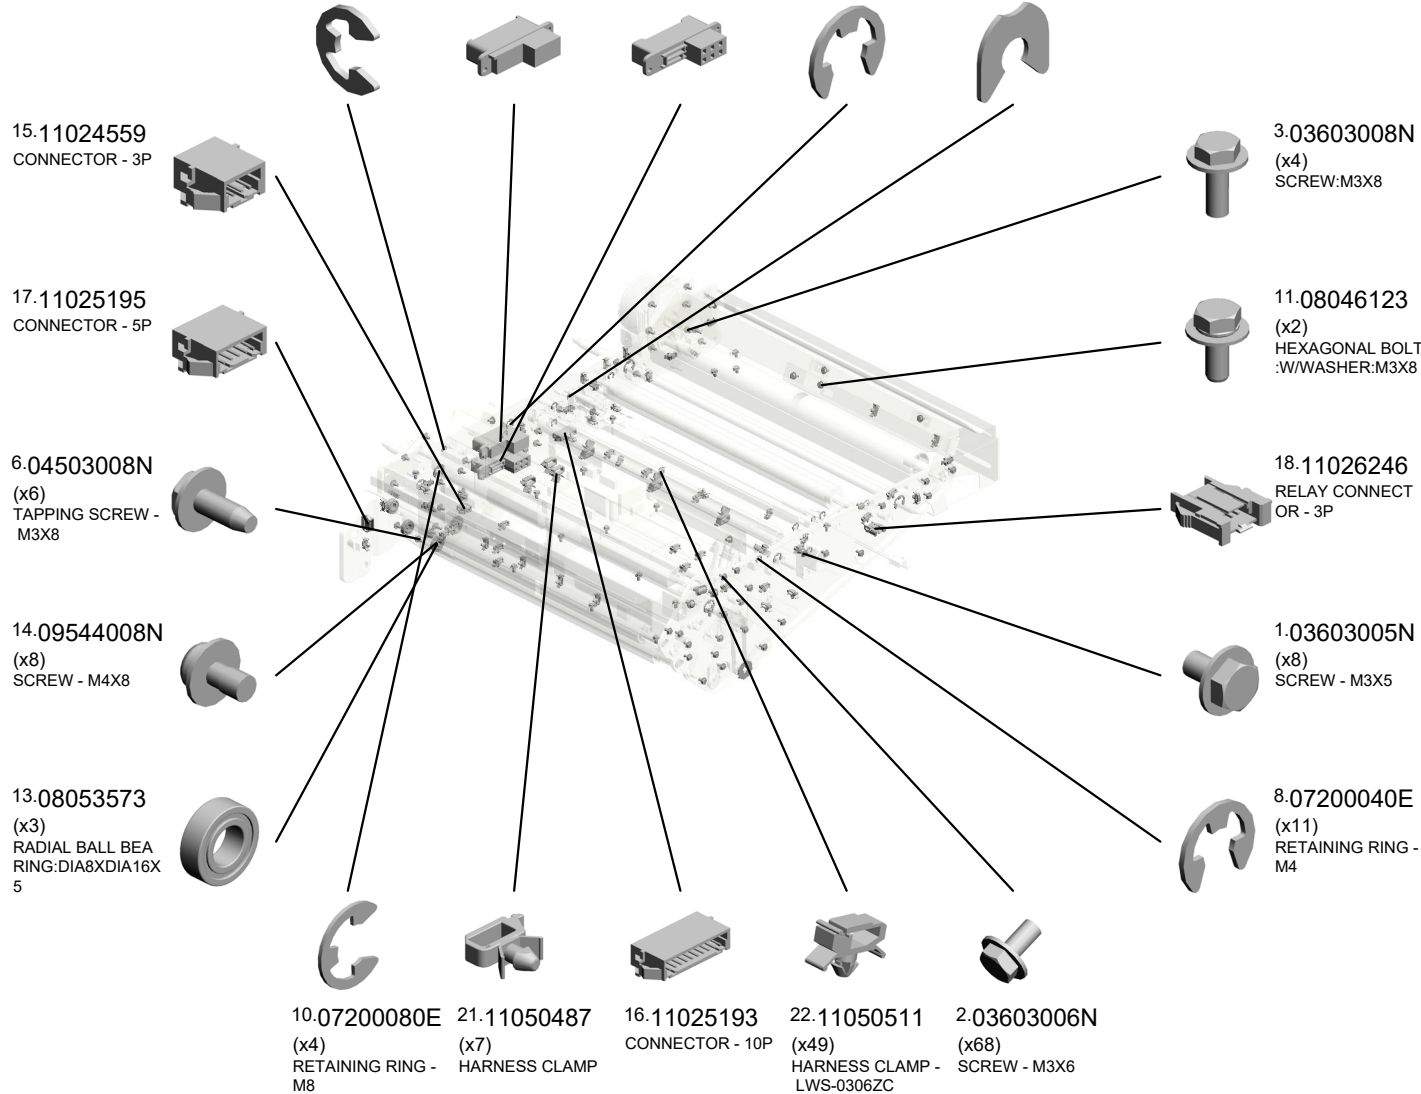 15.11024559
CONNECTOR - 3P
17.11025195
CONNECTOR - 5P
6.04503008N
(x6)
TAPPING SCREW -
M3X8
14.09544008N
(x8)
SCREW - M4X8
13.08053573
(x3)
RADIAL BALL BEA
RING:DIA8XDIA16X
5
3.03603008N
(x4)
SCREW:M3X8
11.08046123
(x2)
HEXAGONAL BOLT
:W/WASHER:M3X8
18.11026246
RELAY CONNECT
OR - 3P
1.03603005N
(x8)
SCREW - M3X5
8.07200040E
(x11)
RETAINING RING -
M4
10.07200080E
(x4)
RETAINING RING -
M8
21.11050487
(x7)
HARNESS CLAMP
16.11025193
CONNECTOR - 10P
22.11050511
(x49)
HARNESS CLAMP -
LWS-0306ZC
2.03603006N
(x68)
SCREW - M3X6